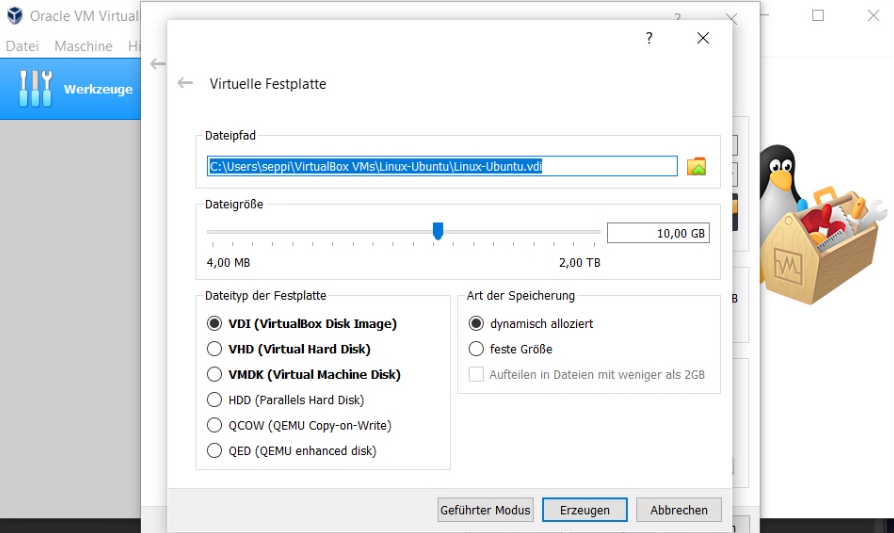 Oracle VM Virtual
?
Datei Maschine Hi
?
Werkzeuge
Virtuelle Festplatte
Dateipfad
C:\Users\seppi\VirtualBox VMs\Linux-Ubuntu\Linux-Ubuntu.vdi
Dateigröße
10,00 GB
4,00 MB 2,00 TB
Dateityp der Festplatte
VDI (VirtualBox Disk Image)
VHD (Virtual Hard Disk)
VMDK (Virtual Machine Disk)
HDD (Parallels Hard Disk)
QCOW (QEMU Copy-on-Write)
QED (QEMU enhanced disk)
Art der Speicherung
dynamisch alloziert
feste Größe
Aufteilen in Dateien mit weniger als 2GB
B
Geführter Modus Erzeugen Abbrechen
n